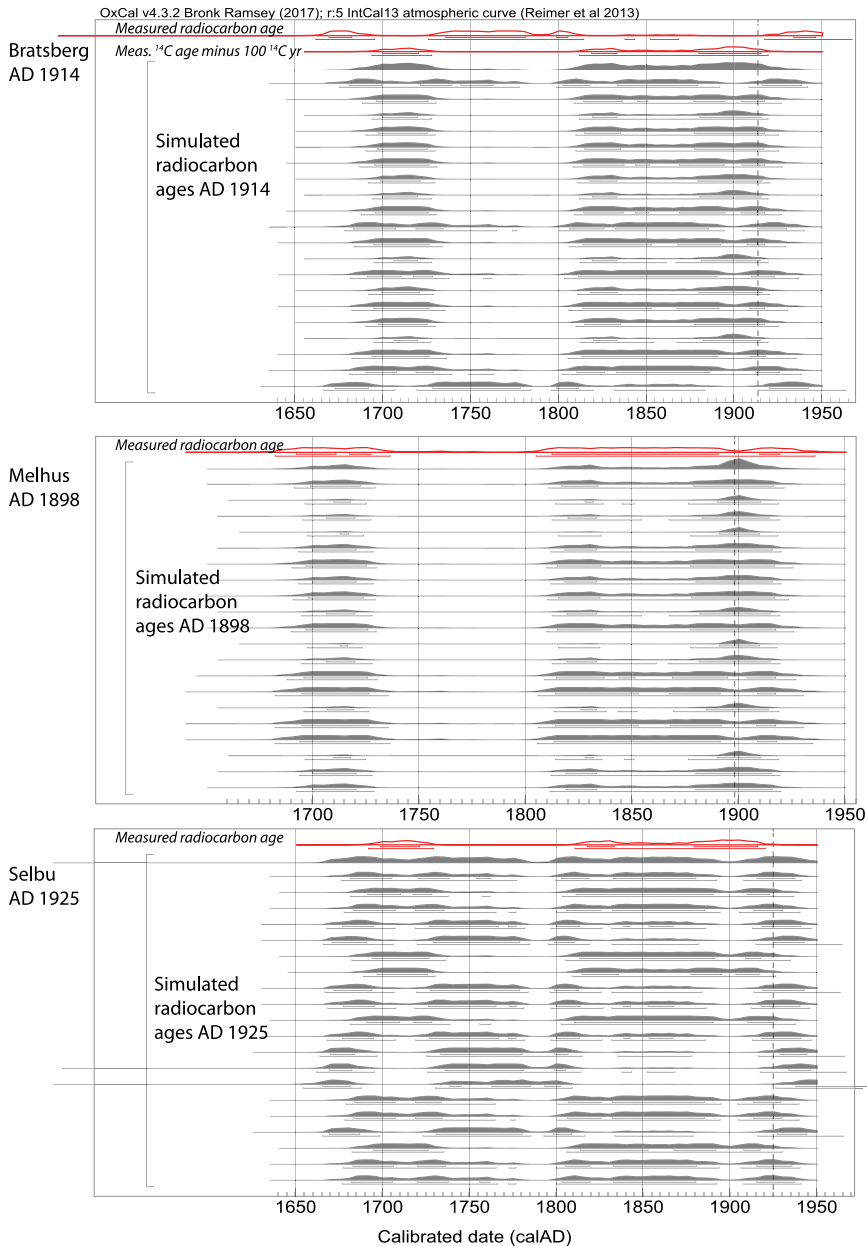 OxCal v4.3.2 Bronk Ramsey (2017); r:5 IntCal13 atmospheric curve (Reimer et al 2013)
Bratsberg
AD 1914
Measured radiocarbon age
Meas. ¹⁴C age minus 100 ¹⁴C yr
Simulated
radiocarbon
ages AD 1914
1650 1700 1750 1800 1850 1900 1950
Melhus
AD 1898
Measured radiocarbon age
Simulated
radiocarbon
ages AD 1898
1700 1750 1800 1850 1900 1950
Selbu
AD 1925
Measured radiocarbon age
Simulated
radiocarbon
ages AD 1925
1650 1700 1750 1800 1850 1900 1950
Calibrated date (calAD)